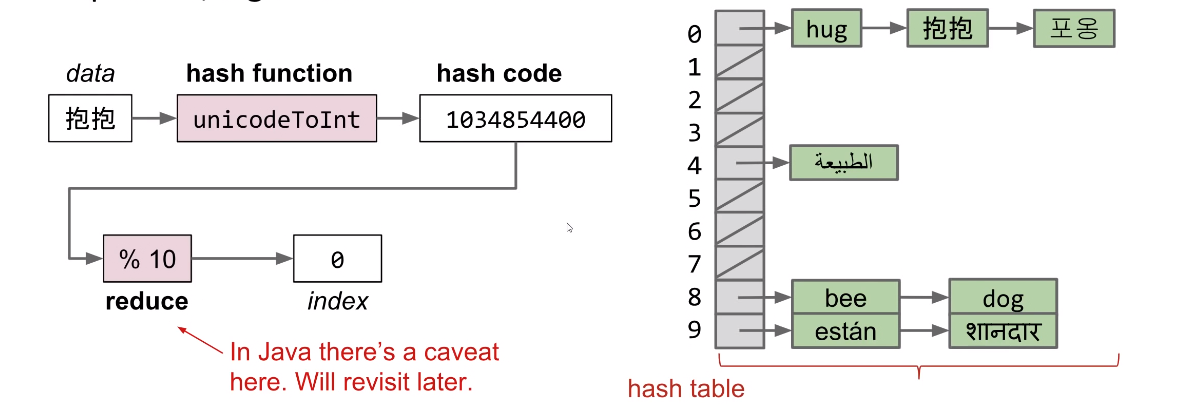 data
hash function
hash code
抱抱
unicodeToInt
1034854400
% 10
0
reduce
index
In Java there’s a caveat
here. Will revisit later.
0
hug
抱抱
포옹
1
2
3
4
الطبيعة
5
6
7
8
bee
dog
9
están
शानदार
hash table